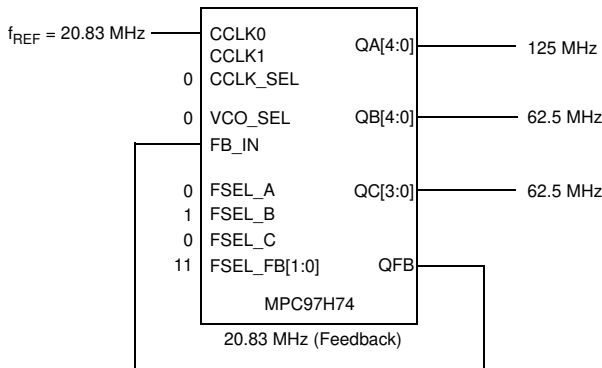 fREF = 20.83 MHz
CCLK0
CCLK1
0 CCLK_SEL
0 VCO_SEL
FB_IN
0 FSEL_A
1 FSEL_B
0 FSEL_C
11 FSEL_FB[1:0]
QA[4:0] 125 MHz
QB[4:0] 62.5 MHz
QC[3:0] 62.5 MHz
QFB
MPC97H74
20.83 MHz (Feedback)